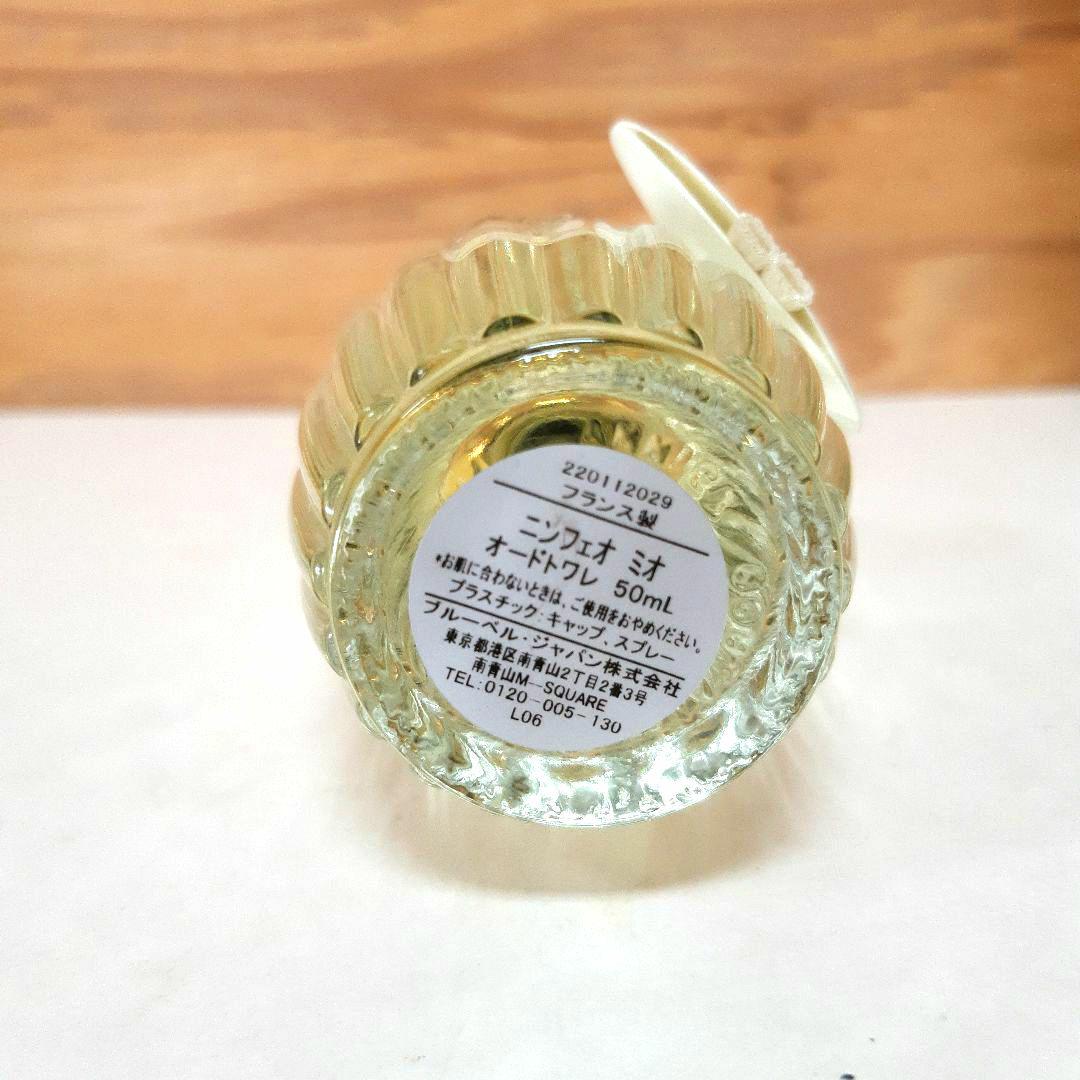 220112029
フランス製
ニンフェオ ミオ
オードトワレ 50mL
*お肌に合わないときは、ご使用をおやめください。
プラスチック:キャップ、スプレー
ブルーベル・ジャパン株式会社
東京都港区南青山2丁目2番3号
南青山M-SQUARE
TEL:0120-005-130
L06